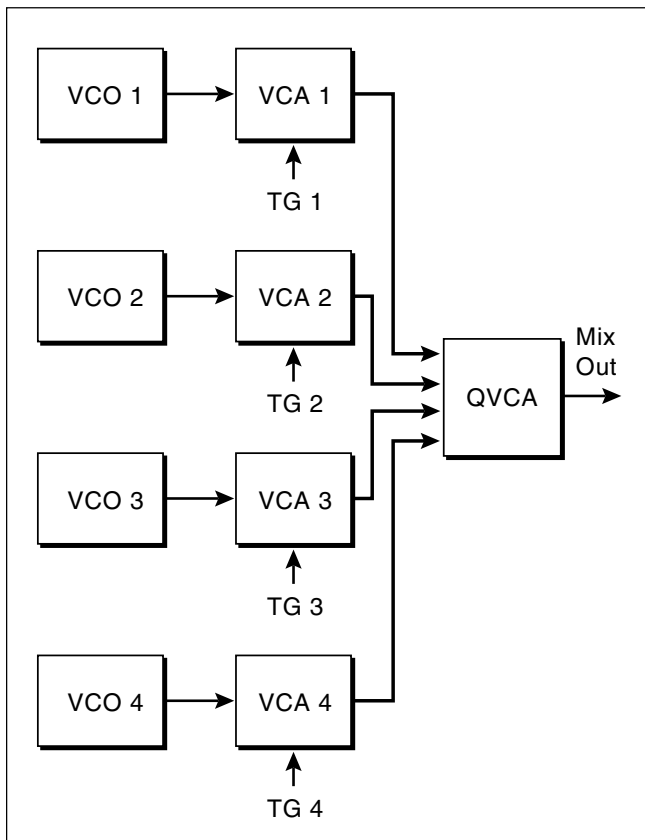 VCO 1
VCA 1
TG 1
VCO 2
VCA 2
TG 2
Mix
Out
QVCA
VCO 3
VCA 3
TG 3
VCO 4
VCA 4
TG 4